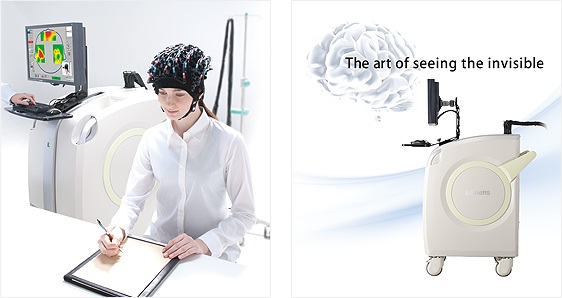 The art of seeing the invisible